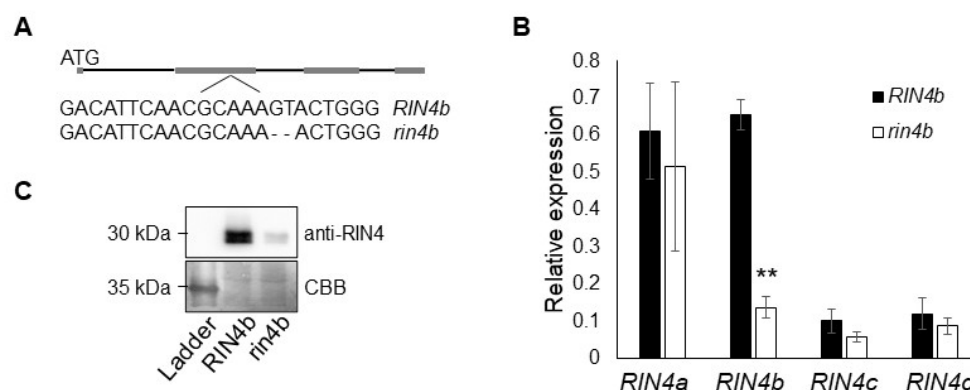 A
ATG
GACATTCAACGCAAAGTACTGGG RIN4b
GACATTCAACGCAAA- -ACTGGG rin4b
C
30 kDa
anti-RIN4
35 kDa
CBB
Ladder
RIN4b
rin4b
B
Relative expression
0.8
0.7
0.6
0.5
0.4
0.3
0.2
0.1
0
RIN4b
rin4b
**
RIN4a
RIN4b
RIN4c
RIN4d